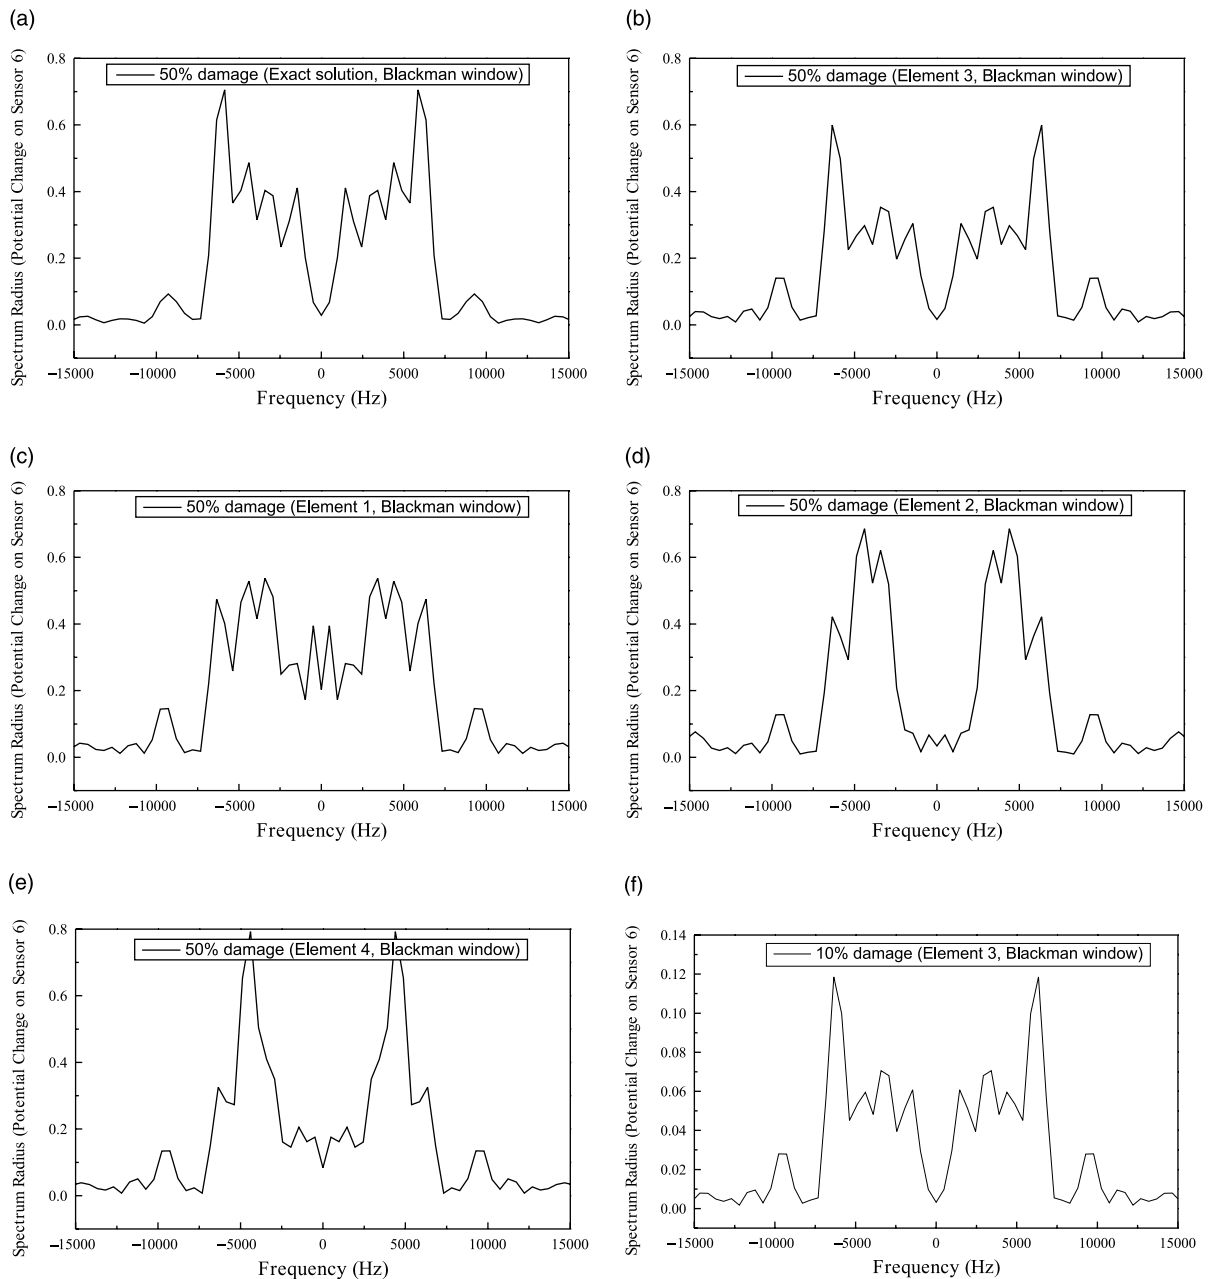 (a)
Spectrum Radius (Potential Change on Sensor 6)
0.8
0.6
0.4
0.2
0.0
50% damage (Exact solution, Blackman window)
−15000 −10000 −5000 0 5000 10000 15000
Frequency (Hz)
(b)
Spectrum Radius (Potential Change on Sensor 6)
0.8
0.6
0.4
0.2
0.0
50% damage (Element 3, Blackman window)
−15000 −10000 −5000 0 5000 10000 15000
Frequency (Hz)
(c)
Spectrum Radius (Potential Change on Sensor 6)
0.8
0.6
0.4
0.2
0.0
50% damage (Element 1, Blackman window)
−15000 −10000 −5000 0 5000 10000 15000
Frequency (Hz)
(d)
Spectrum Radius (Potential Change on Sensor 6)
0.8
0.6
0.4
0.2
0.0
50% damage (Element 2, Blackman window)
−15000 −10000 −5000 0 5000 10000 15000
Frequency (Hz)
(e)
Spectrum Radius (Potential Change on Sensor 6)
0.8
0.6
0.4
0.2
0.0
50% damage (Element 4, Blackman window)
−15000 −10000 −5000 0 5000 10000 15000
Frequency (Hz)
(f)
Spectrum Radius (Potential Change on Sensor 6)
0.14
0.12
0.10
0.08
0.06
0.04
0.02
0.00
10% damage (Element 3, Blackman window)
−15000 −10000 −5000 0 5000 10000 15000
Frequency (Hz)